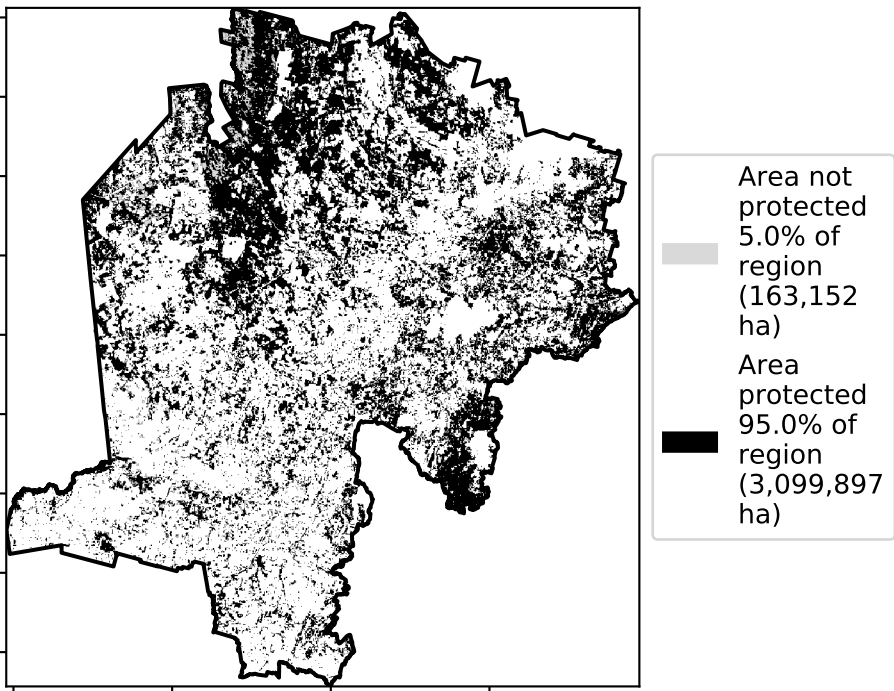 Area not
protected
5.0% of
region
(163,152
ha)
Area
protected
95.0% of
region
(3,099,897
ha)